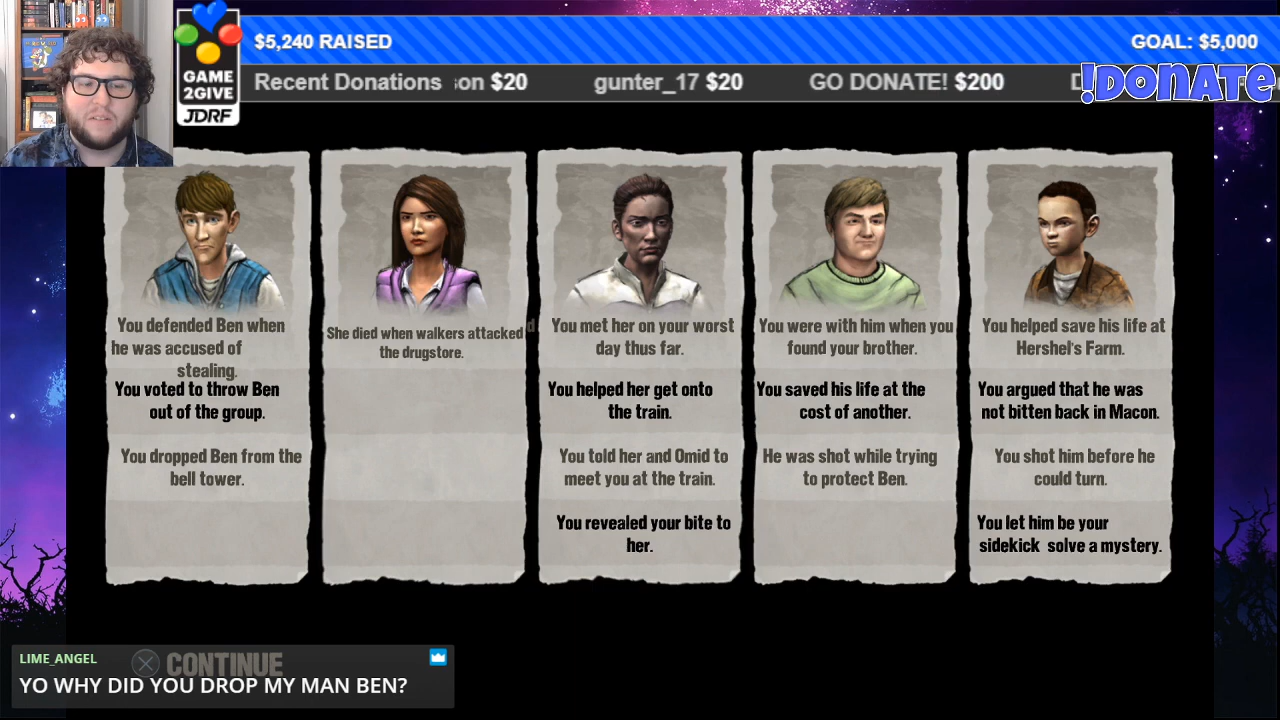 $5,240 RAISED
GOAL: $5,000
GAME
2GIVE
JDRF
Recent Donations
son $20
gunter_17 $20
GO DONATE! $200
!DONATE
You defended Ben when
he was accused of
stealing.
You voted to throw Ben
out of the group.
You dropped Ben from the
bell tower.
She died when walkers attacked
the drugstore.
You met her on your worst
day thus far.
You helped her get onto
the train.
You told her and Omid to
meet you at the train.
You revealed your bite to
her.
You were with him when you
found your brother.
You saved his life at the
cost of another.
He was shot while trying
to protect Ben.
You helped save his life at
Hershel's Farm.
You argued that he was
not bitten back in Macon.
You shot him before he
could turn.
You let him be your
sidekick solve a mystery.
LIME_ANGEL
CONTINUE
YO WHY DID YOU DROP MY MAN BEN?